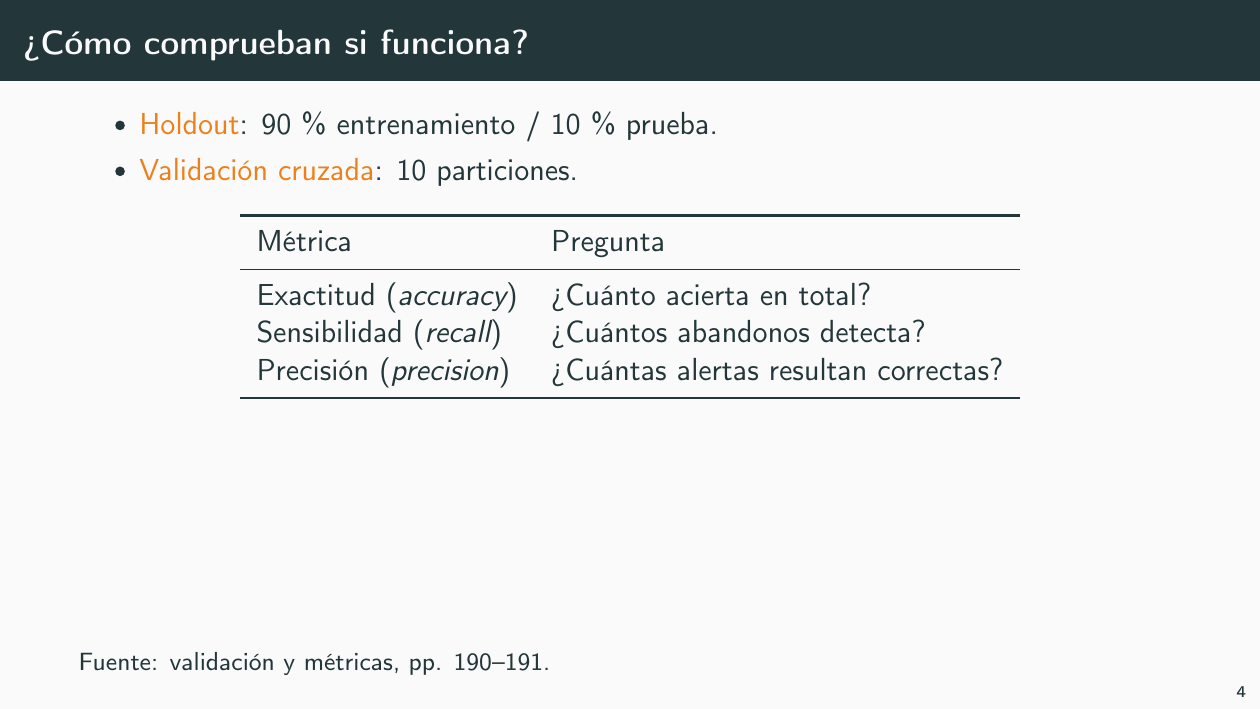 ¿Cómo comprueban si funciona?
• Holdout: 90 % entrenamiento / 10 % prueba.
• Validación cruzada: 10 particiones.
Métrica Pregunta
Exactitud (accuracy) ¿Cuánto acierta en total?
Sensibilidad (recall) ¿Cuántos abandonos detecta?
Precisión (precision) ¿Cuántas alertas resultan correctas?
Fuente: validación y métricas, pp. 190–191.
4